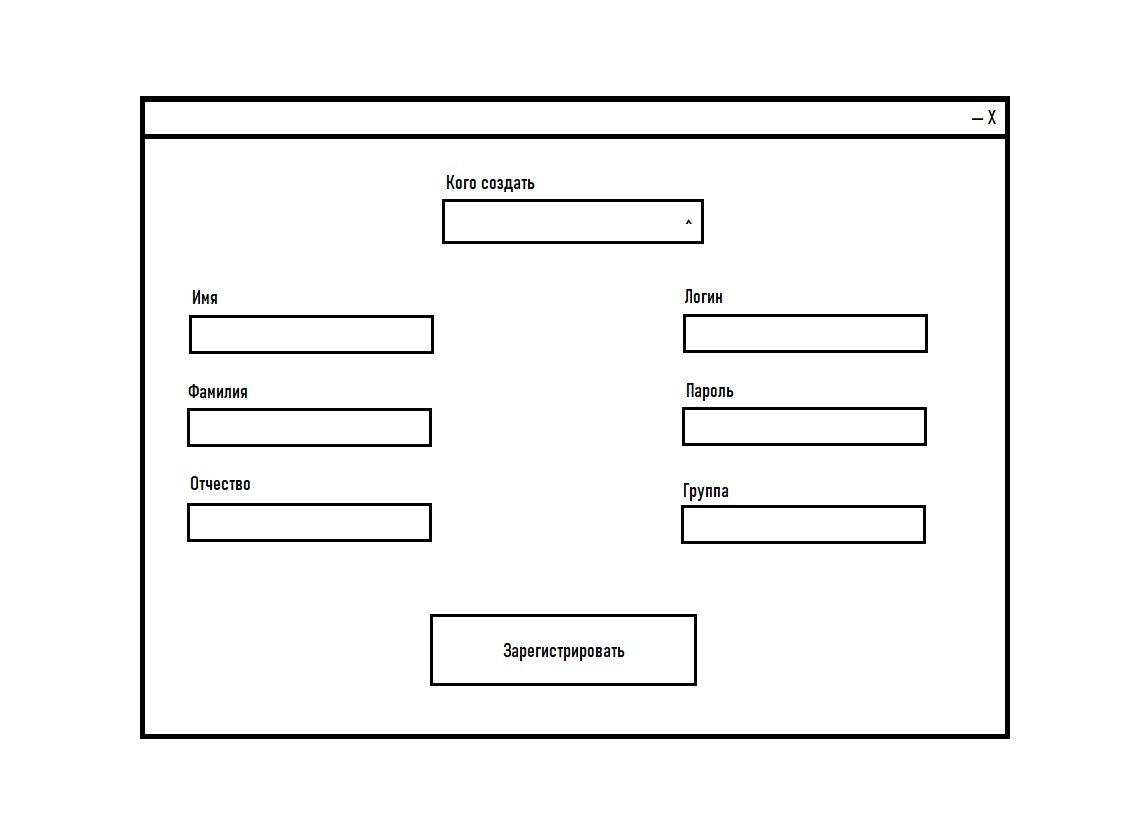 – X
Кого создать
^
Имя
Логин
Фамилия
Пароль
Отчество
Группа
Зарегистрировать